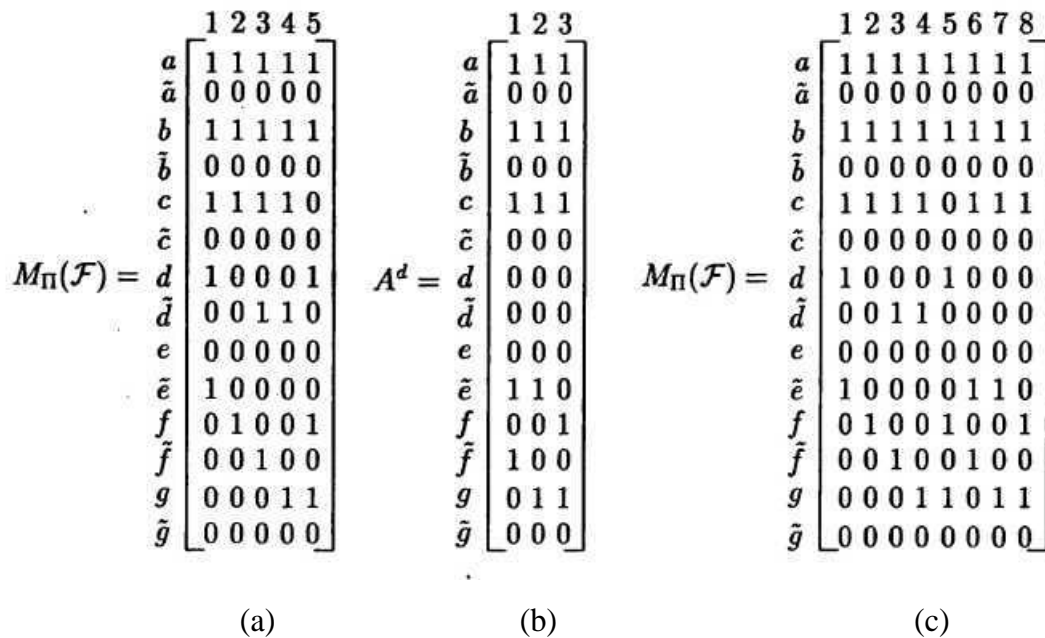 1 2 3 4 5 1 2 3 1 2 3 4 5 6 7 8
a 1 1 1 1 1 a 1 1 1 a 1 1 1 1 1 1 1 1
ã 0 0 0 0 0 ã 0 0 0 ã 0 0 0 0 0 0 0 0
b 1 1 1 1 1 b 1 1 1 b 1 1 1 1 1 1 1 1
b̃ 0 0 0 0 0 b̃ 0 0 0 b̃ 0 0 0 0 0 0 0 0
c 1 1 1 1 0 c 1 1 1 c 1 1 1 1 0 1 1 1
c̃ 0 0 0 0 0 c̃ 0 0 0 c̃ 0 0 0 0 0 0 0 0
M_Π(ℱ) = d 1 0 0 0 1 A^d = d 0 0 0 M_Π(ℱ) = d 1 0 0 0 1 0 0 0
d̃ 0 0 1 1 0 d̃ 0 0 0 d̃ 0 0 1 1 0 0 0 0
e 0 0 0 0 0 e 0 0 0 e 0 0 0 0 0 0 0 0
ẽ 1 0 0 0 0 ẽ 1 1 0 ẽ 1 0 0 0 0 1 1 0
f 0 1 0 0 1 f 0 0 1 f 0 1 0 0 1 0 0 1
f̃ 0 0 1 0 0 f̃ 1 0 0 f̃ 0 0 1 0 0 1 0 0
g 0 0 0 1 1 g 0 1 1 g 0 0 0 1 1 0 1 1
g̃ 0 0 0 0 0 g̃ 0 0 0 g̃ 0 0 0 0 0 0 0 0
(a) (b) (c)